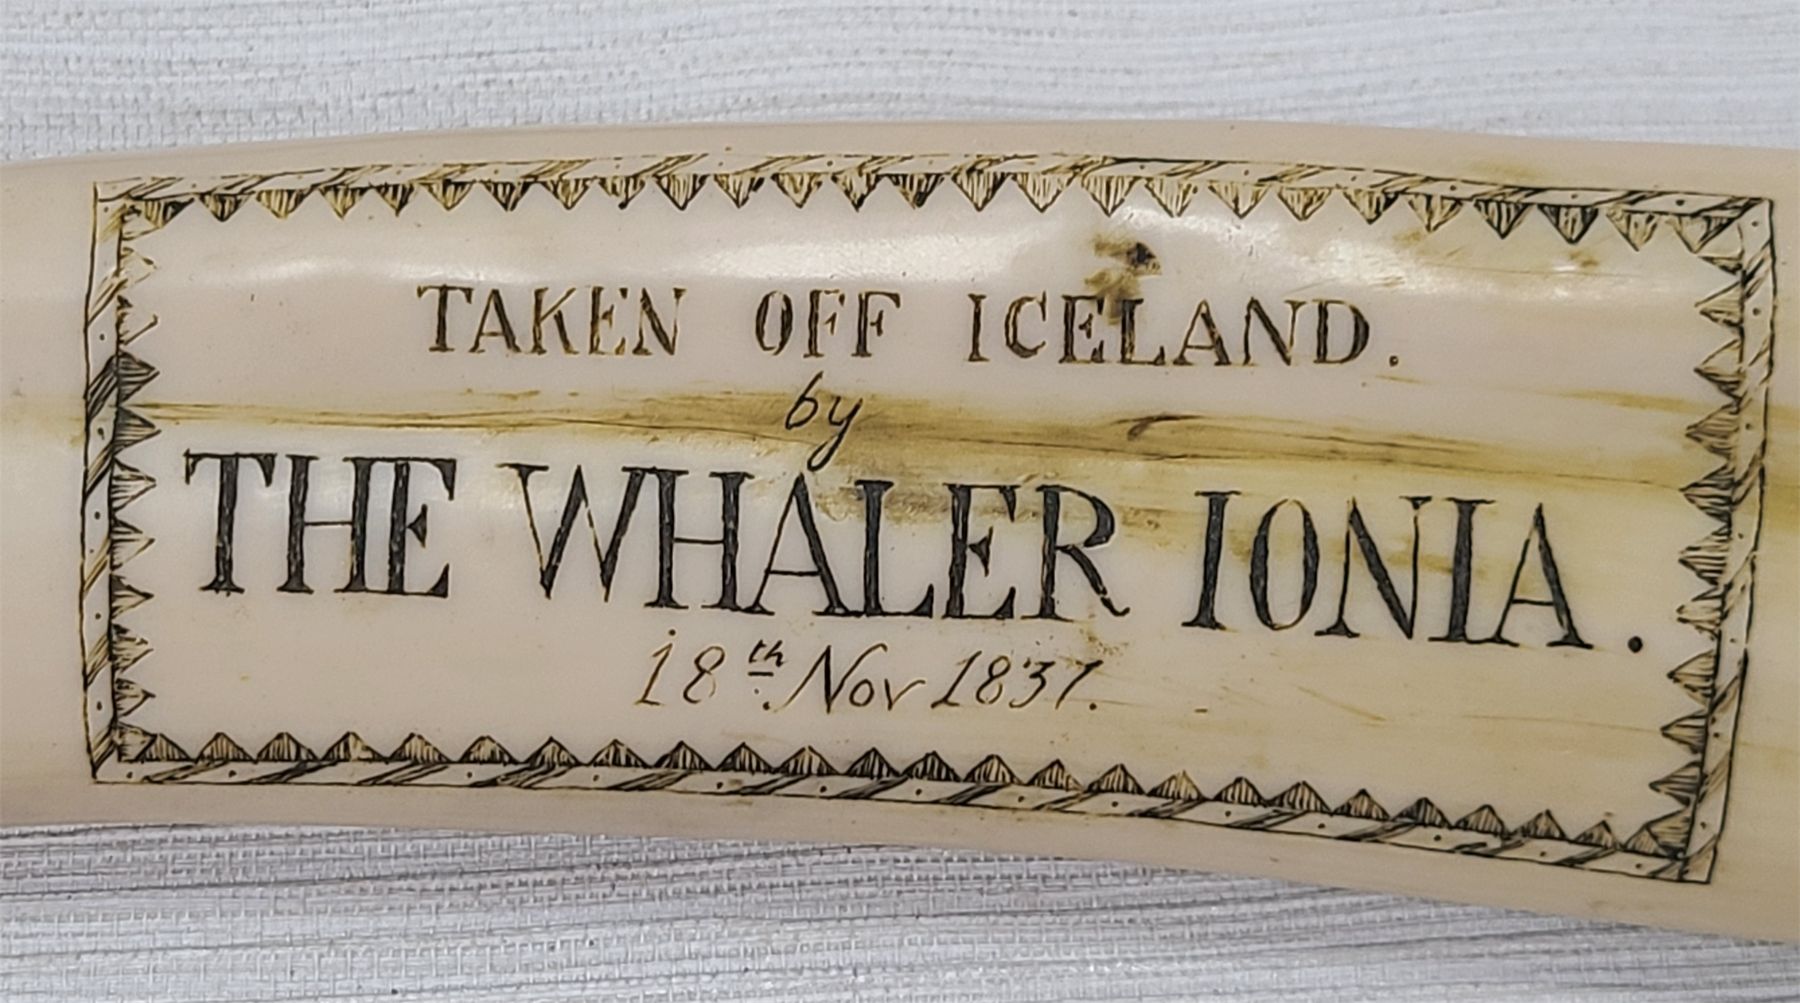 TAKEN OFF ICELAND.
by
THE WHALER IONIA.
18th Nov 1837.